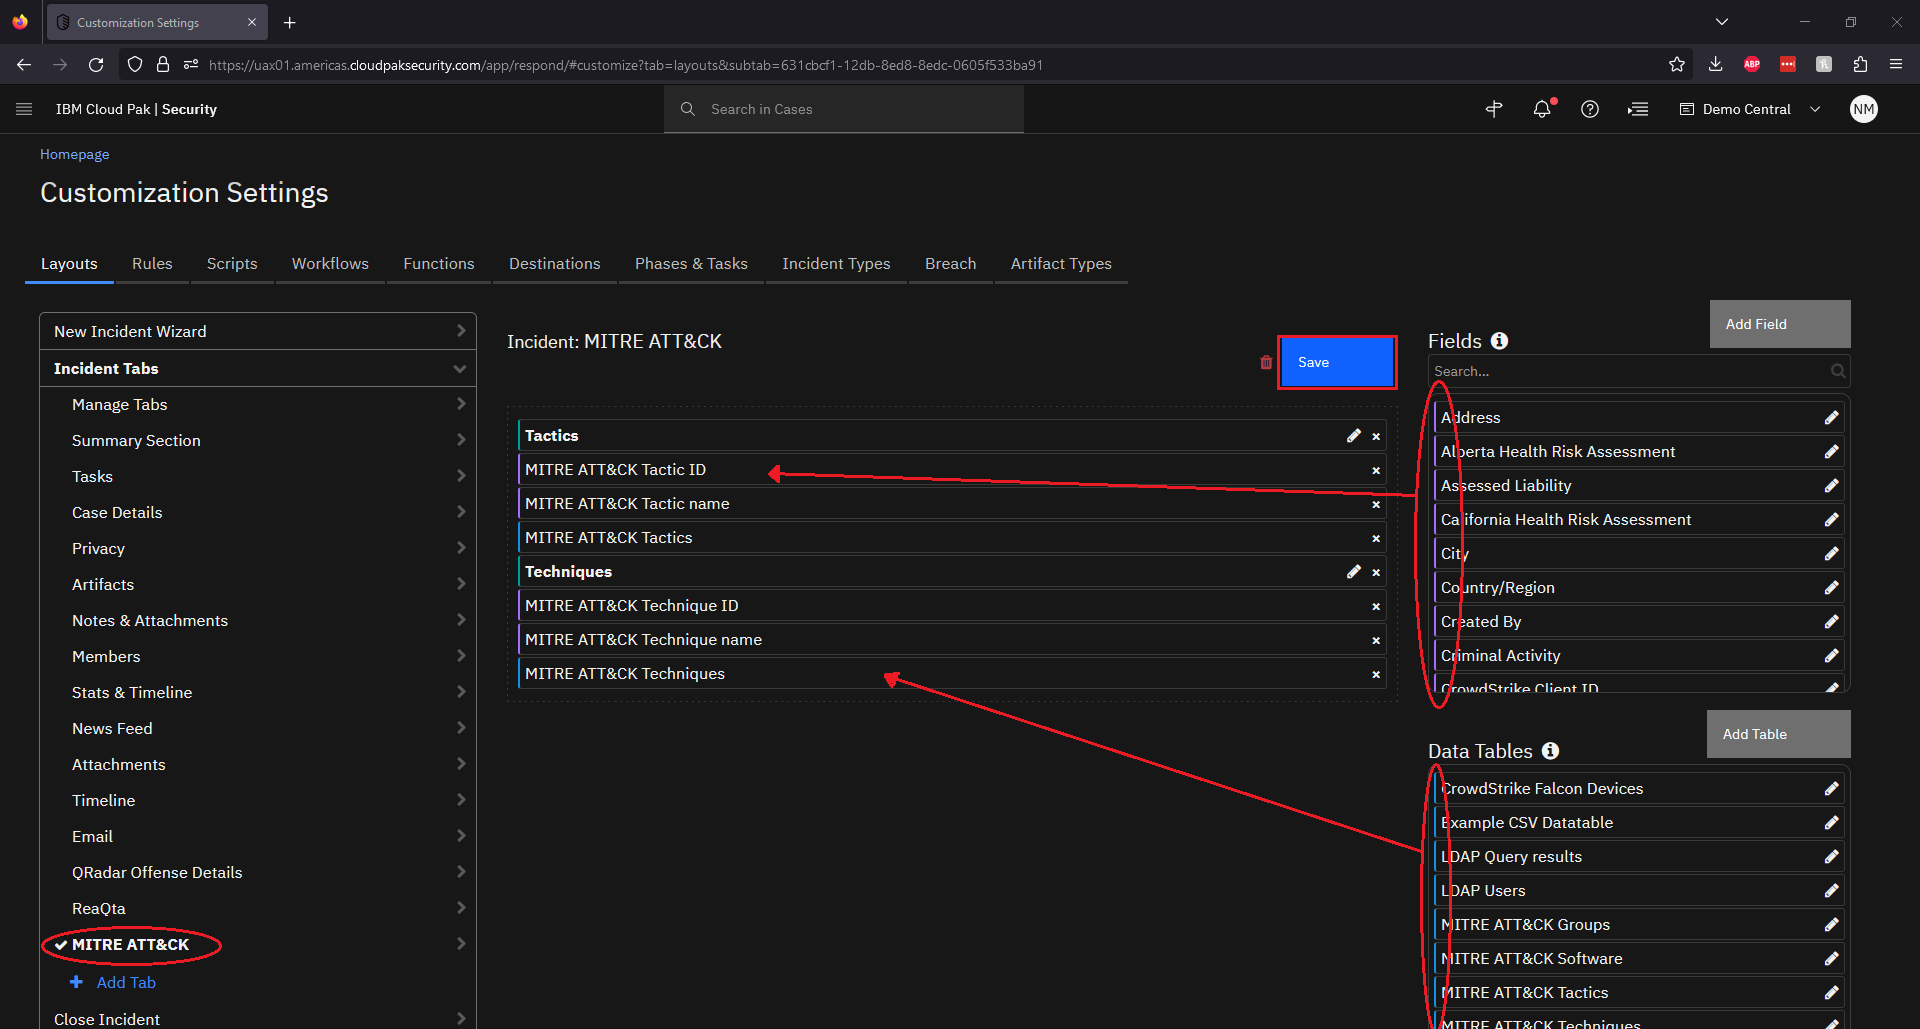 Customization Settings
https://uax01.americas.cloudpaksecurity.com/app/respond/#customize?tab=layouts&subtab=631cbcf1-12db-8ed8-8edc-0605f533ba91
ABP
IBM Cloud Pak | Security
Search in Cases
Demo Central
NM
Homepage
Customization Settings
Layouts
Rules
Scripts
Workflows
Functions
Destinations
Phases & Tasks
Incident Types
Breach
Artifact Types
New Incident Wizard
Incident Tabs
Manage Tabs
Summary Section
Tasks
Case Details
Privacy
Artifacts
Notes & Attachments
Members
Stats & Timeline
News Feed
Attachments
Timeline
Email
QRadar Offense Details
ReaQta
MITRE ATT&CK
Add Tab
Close Incident
Incident: MITRE ATT&CK
Save
Tactics
MITRE ATT&CK Tactic ID
MITRE ATT&CK Tactic name
MITRE ATT&CK Tactics
Techniques
MITRE ATT&CK Technique ID
MITRE ATT&CK Technique name
MITRE ATT&CK Techniques
Fields
Add Field
Search...
Address
Alberta Health Risk Assessment
Assessed Liability
California Health Risk Assessment
City
Country/Region
Created By
Criminal Activity
CrowdStrike Client ID
Data Tables
Add Table
CrowdStrike Falcon Devices
Example CSV Datatable
LDAP Query results
LDAP Users
MITRE ATT&CK Groups
MITRE ATT&CK Software
MITRE ATT&CK Tactics
MITRE ATT&CK Techniques